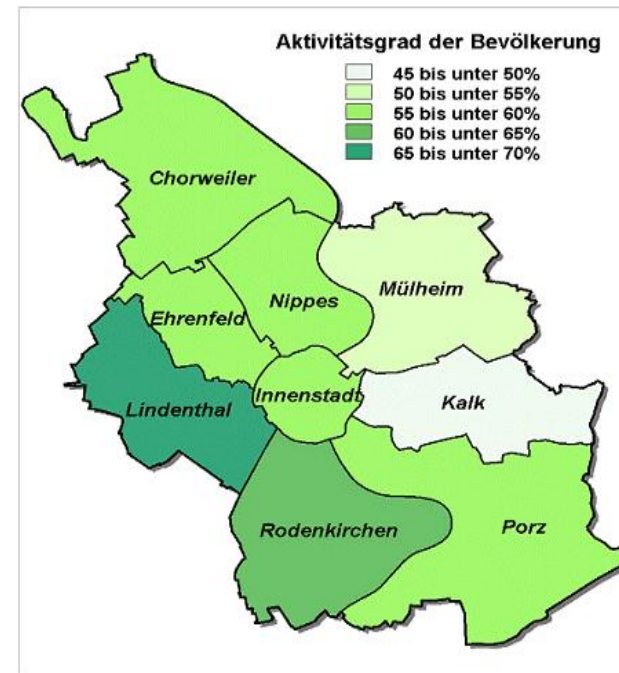 Aktivitätsgrad der Bevölkerung
45 bis unter 50%
50 bis unter 55%
55 bis unter 60%
60 bis unter 65%
65 bis unter 70%
Chorweiler
Nippes
Mülheim
Ehrenfeld
Innenstadt
Kalk
Lindenthal
Rodenkirchen
Porz